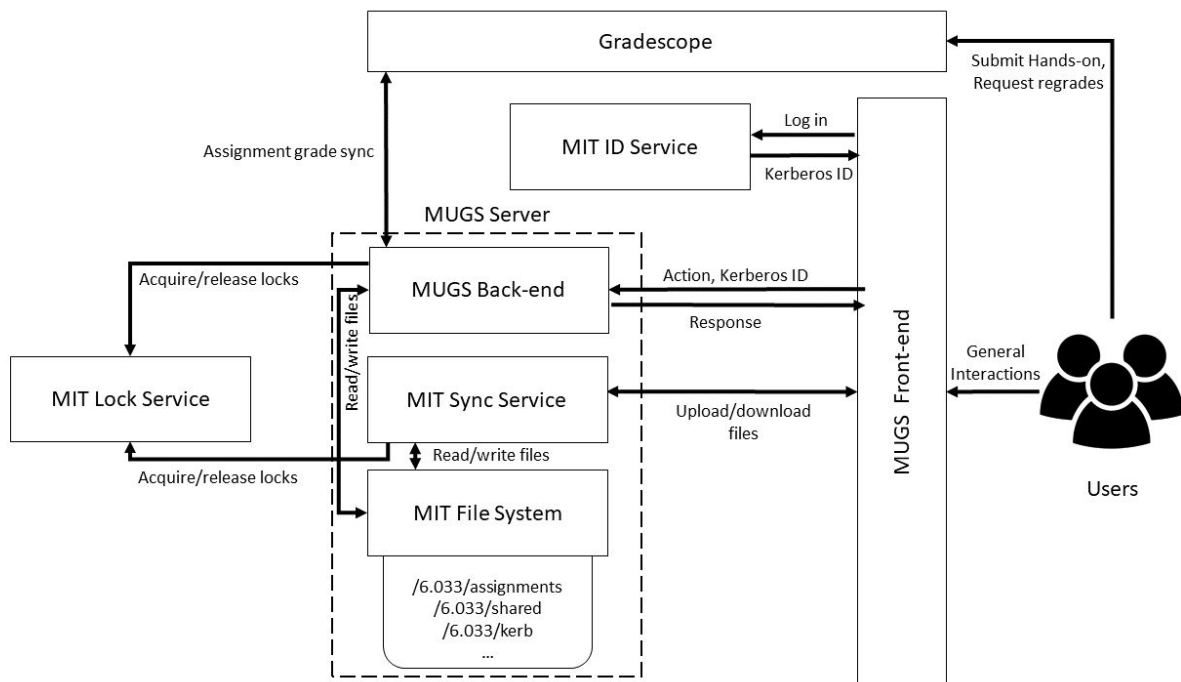 Gradescope
Submit Hands-on,
Request regrades
Log in
MIT ID Service
Kerberos ID
Assignment grade sync
MUGS Server
Acquire/release locks
MUGS Back-end
Action, Kerberos ID
Response
Read/write files
MUGS Front-end
General
Interactions
MIT Lock Service
MIT Sync Service
Upload/download
files
Read/write files
Acquire/release locks
MIT File System
Users
/6.033/assignments
/6.033/shared
/6.033/kerb
...